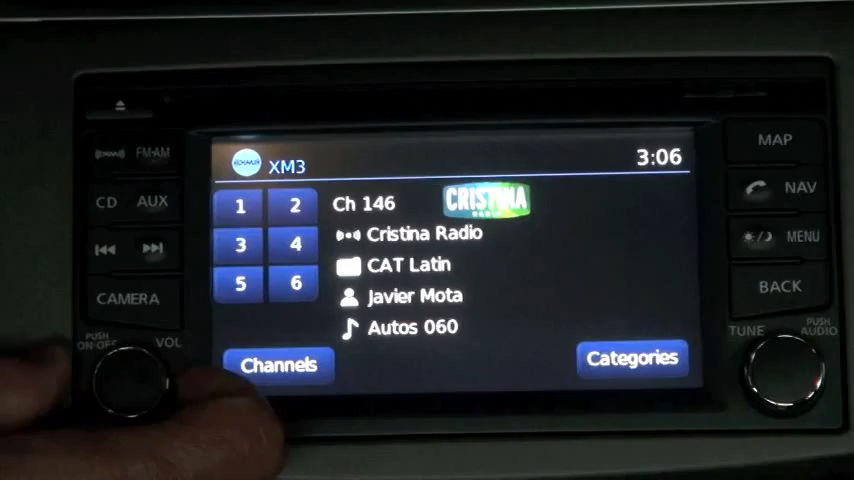 XM3 3:06
1 2 Ch 146 CRISTINA RADIO
3 4 Cristina Radio
5 6 CAT Latin
Javier Mota
Autos 060
Channels Categories
FM·AM
CD AUX
CAMERA
PUSH ON·OFF VOL
MAP
NAV
MENU
BACK
TUNE PUSH AUDIO